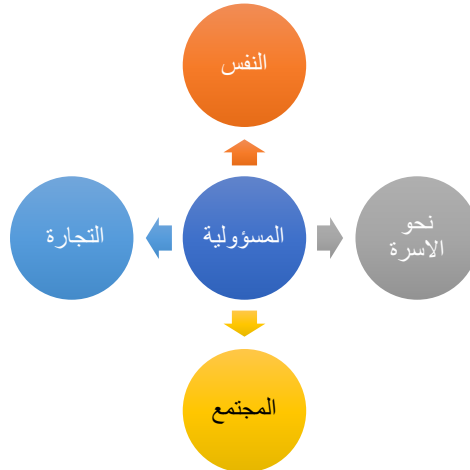 النفس
نحو
الاسرة
المسؤولية
التجارة
المجتمع